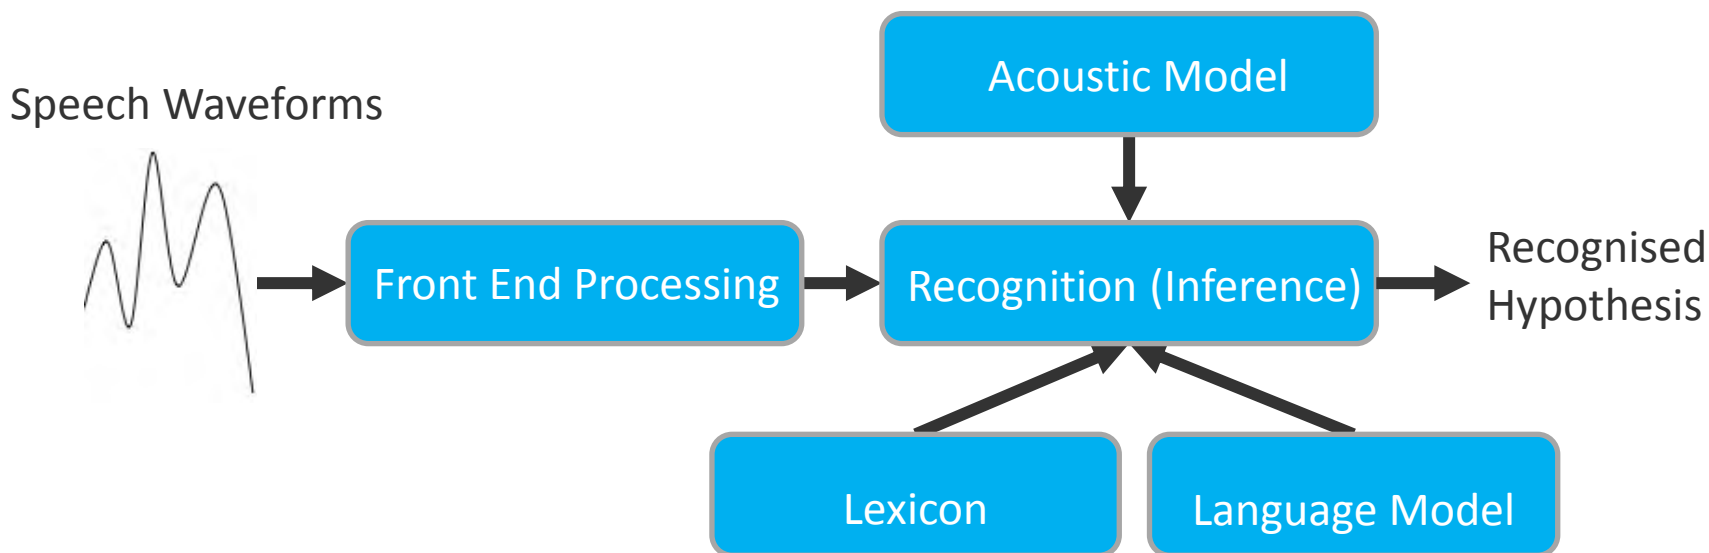 Acoustic Model
Speech Waveforms
Front End Processing
Recognition (Inference)
Recognised
Hypothesis
Lexicon
Language Model